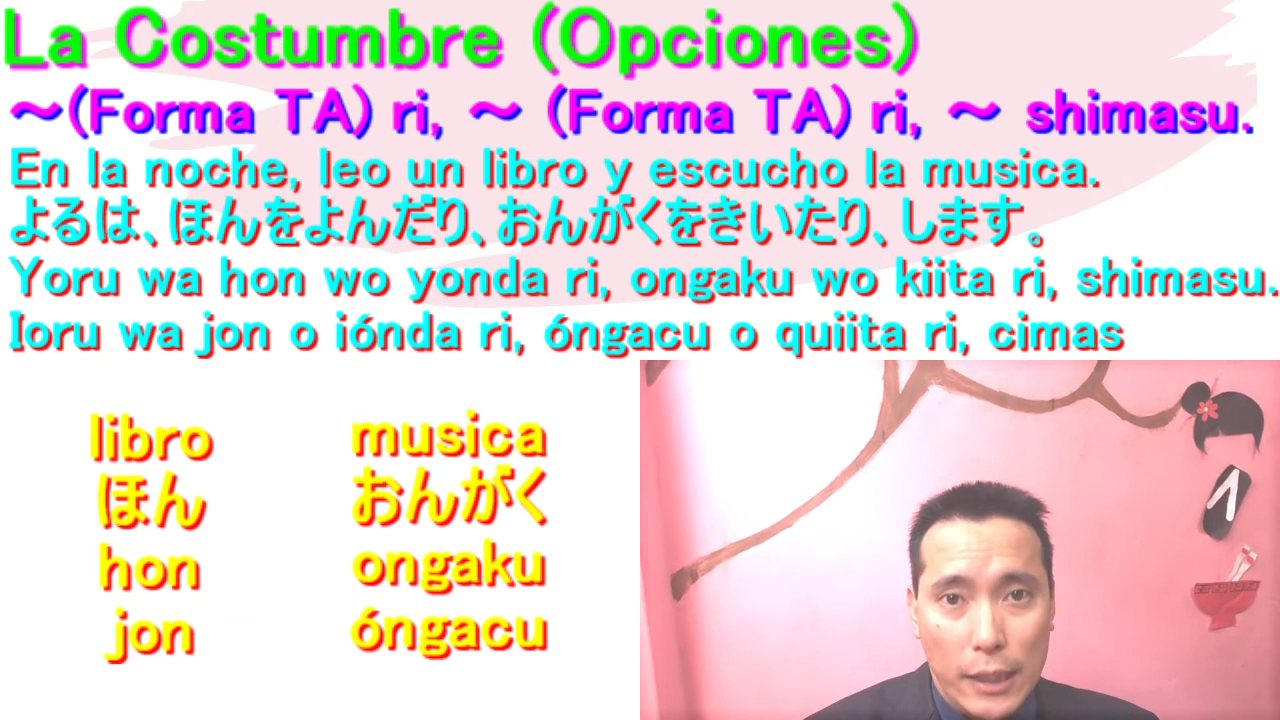 La Costumbre (Opciones)
～(Forma TA) ri, ～ (Forma TA) ri, ～ shimasu.
En la noche, leo un libro y escucho la musica.
よるは、ほんをよんだり、おんがくをきいたり、します。
Yoru wa hon wo yonda ri, ongaku wo kiita ri, shimasu.
Ioru wa jon o iónda ri, óngacu o quiita ri, cimas
libro
ほん
hon
jon
musica
おんがく
ongaku
óngacu